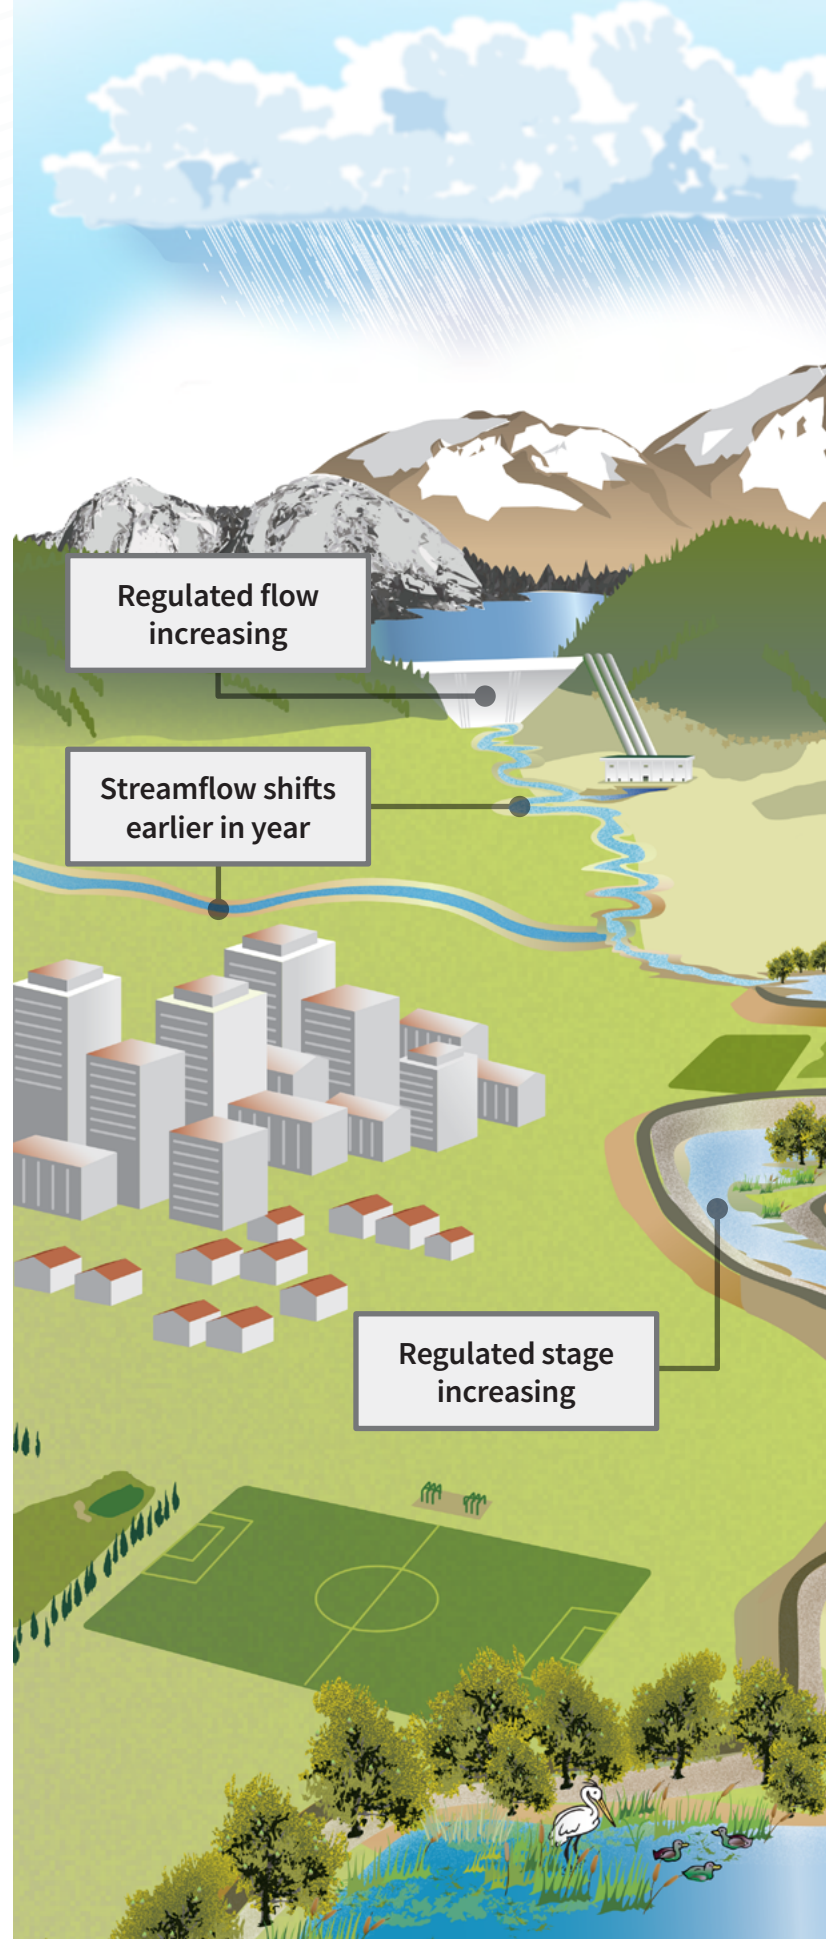 Regulated flow
increasing
Streamflow shifts
earlier in year
Regulated stage
increasing